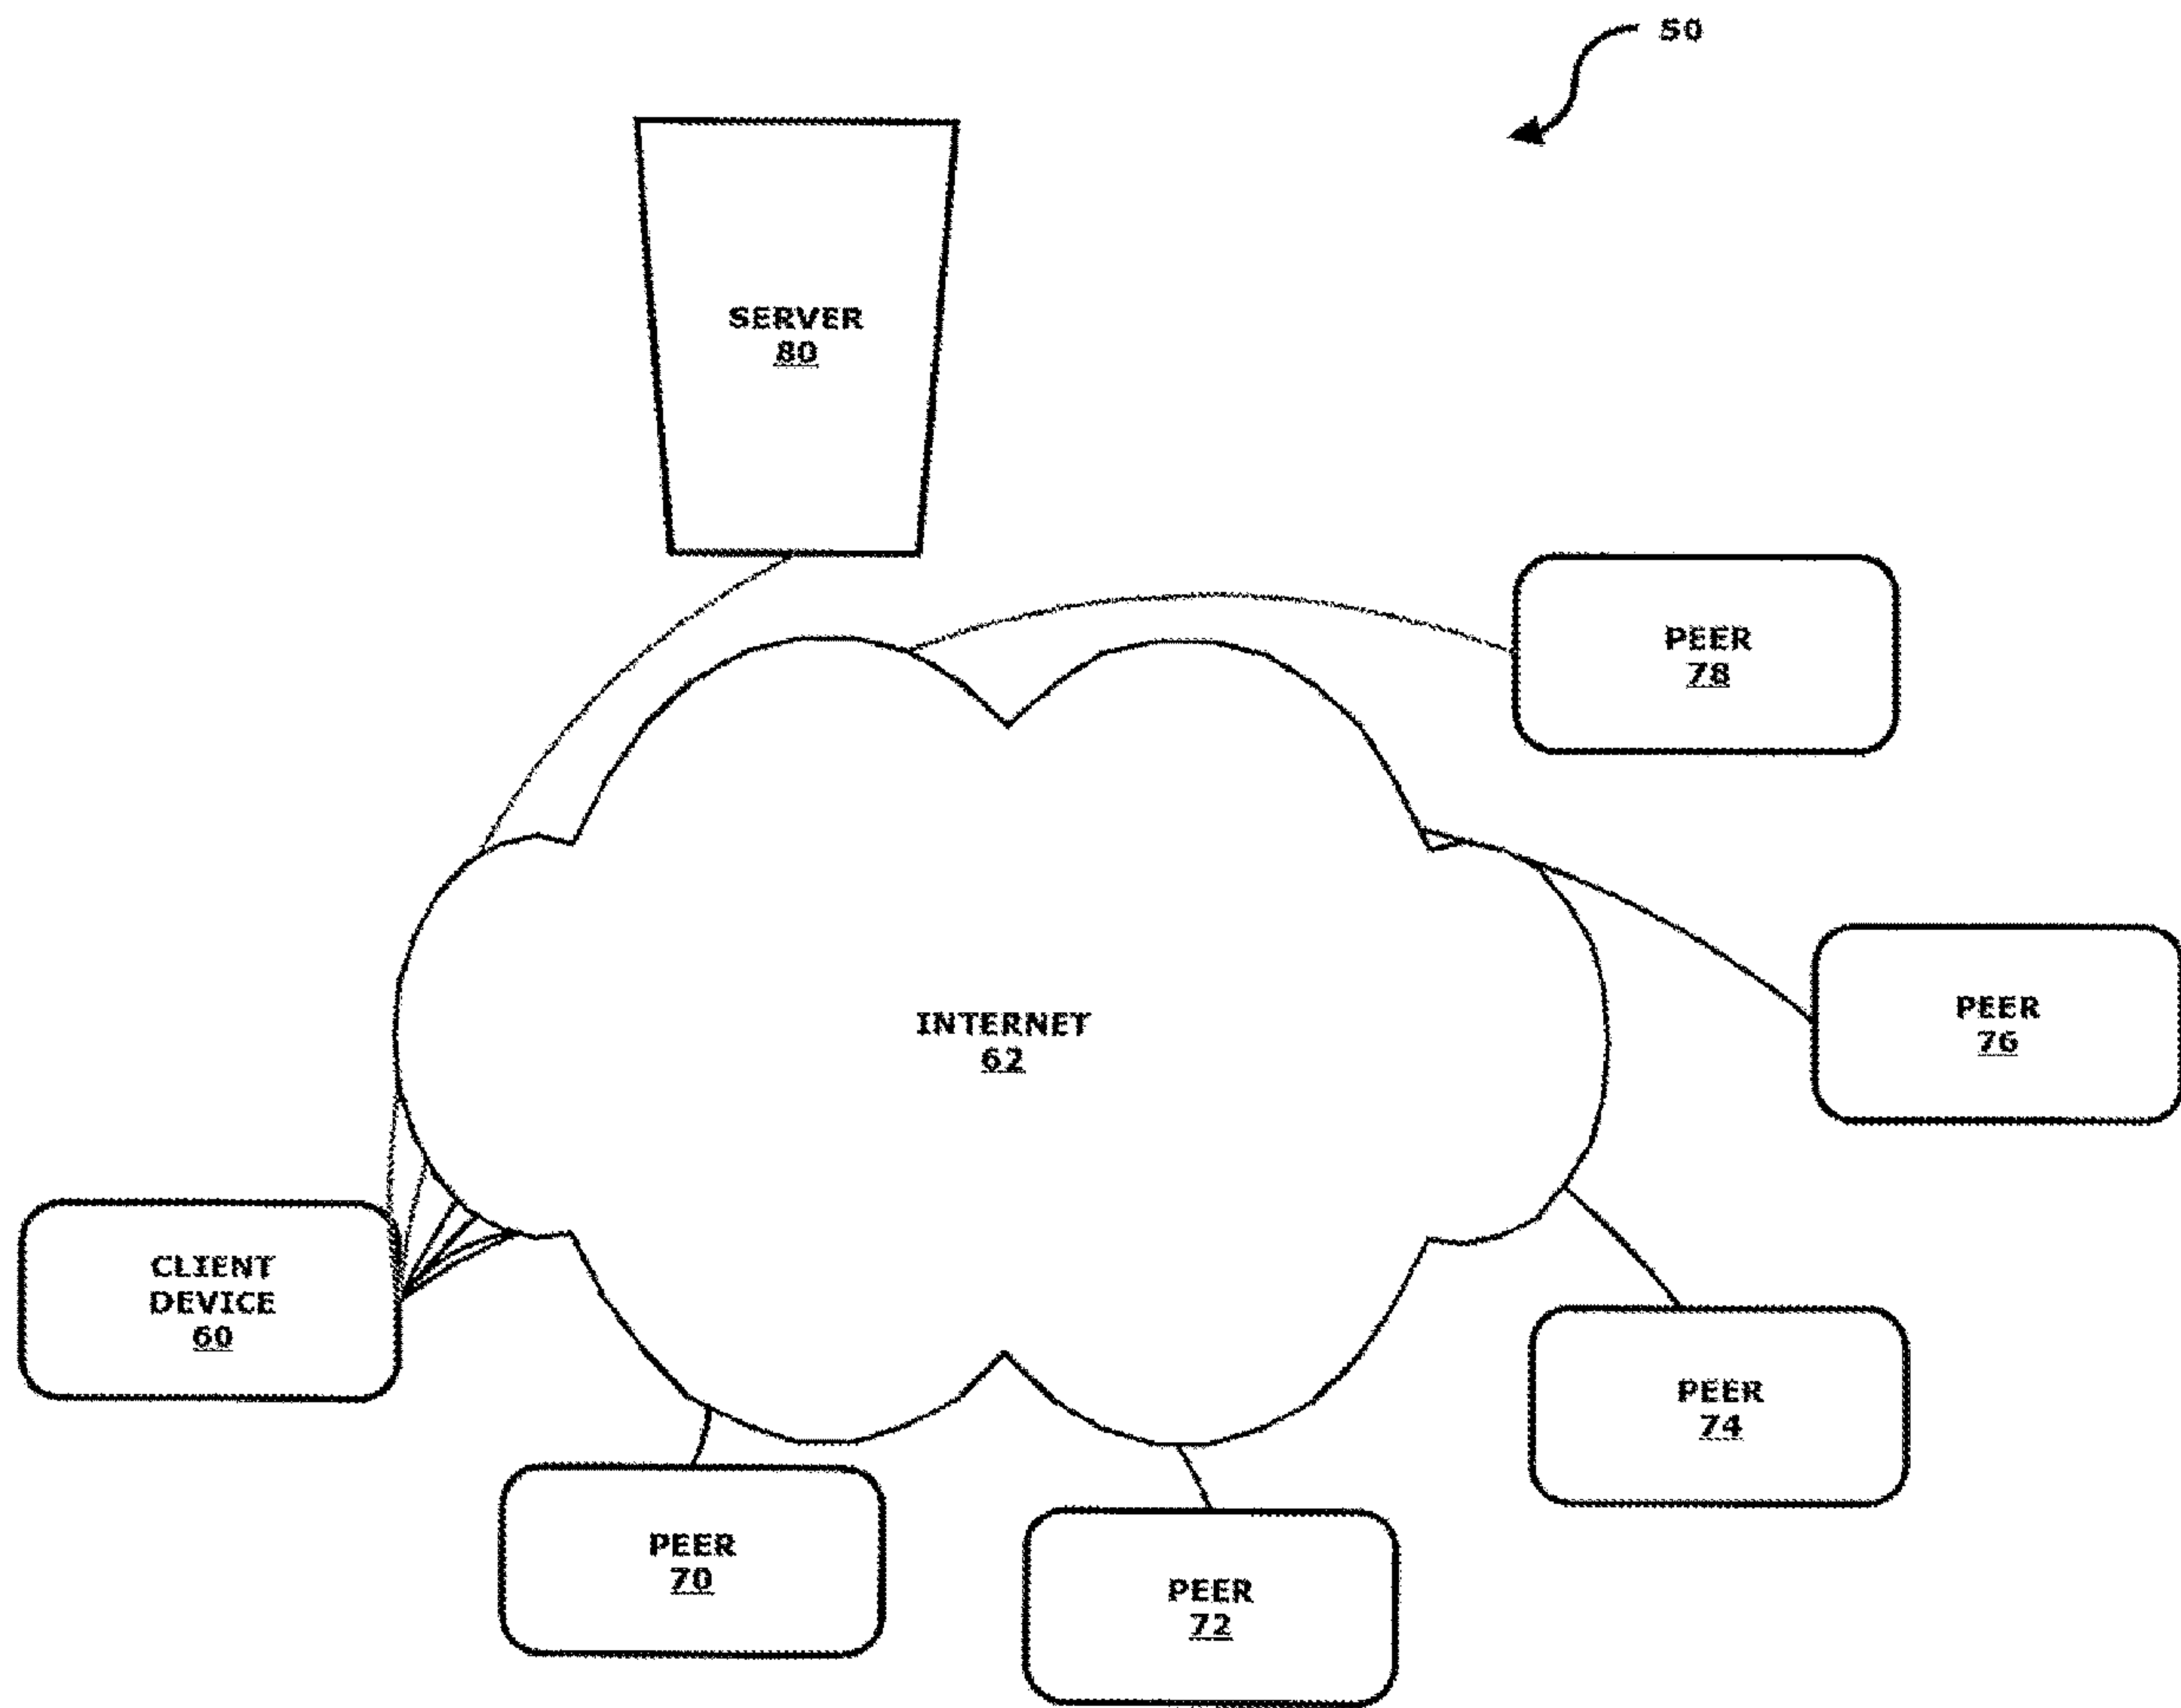 50
SERVER
80
PEER
78
INTERNET
62
PEER
76
CLIENT
DEVICE
60
PEER
74
PEER
70
PEER
72